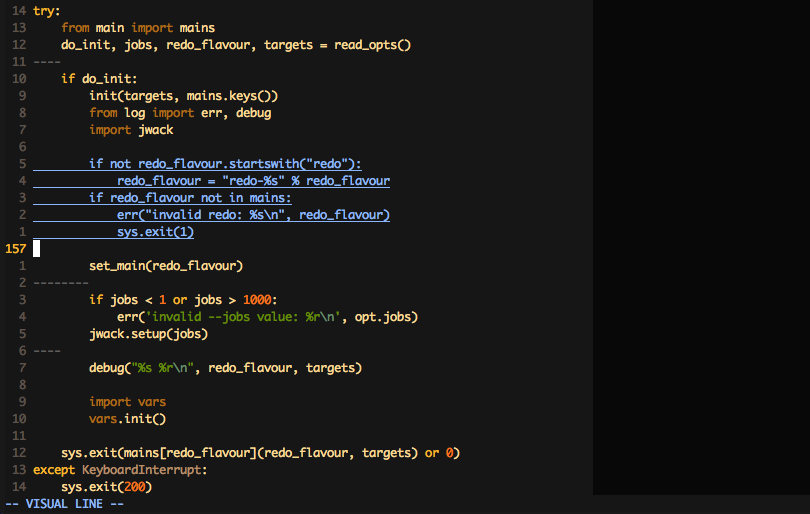 14 try:
13     from main import mains
12     do_init, jobs, redo_flavour, targets = read_opts()
11 ----
10     if do_init:
9         init(targets, mains.keys())
8         from log import err, debug
7         import jwack
6
5         if not redo_flavour.startswith("redo"):
4             redo_flavour = "redo-%s" % redo_flavour
3         if redo_flavour not in mains:
2             err("invalid redo: %s\n", redo_flavour)
1             sys.exit(1)
157
1         set_main(redo_flavour)
2 --------
3         if jobs < 1 or jobs > 1000:
4             err('invalid --jobs value: %r\n', opt.jobs)
5         jwack.setup(jobs)
6 ----
7         debug("%s %r\n", redo_flavour, targets)
8
9         import vars
10         vars.init()
11
12     sys.exit(mains[redo_flavour](redo_flavour, targets) or 0)
13 except KeyboardInterrupt:
14     sys.exit(200)
-- VISUAL LINE --